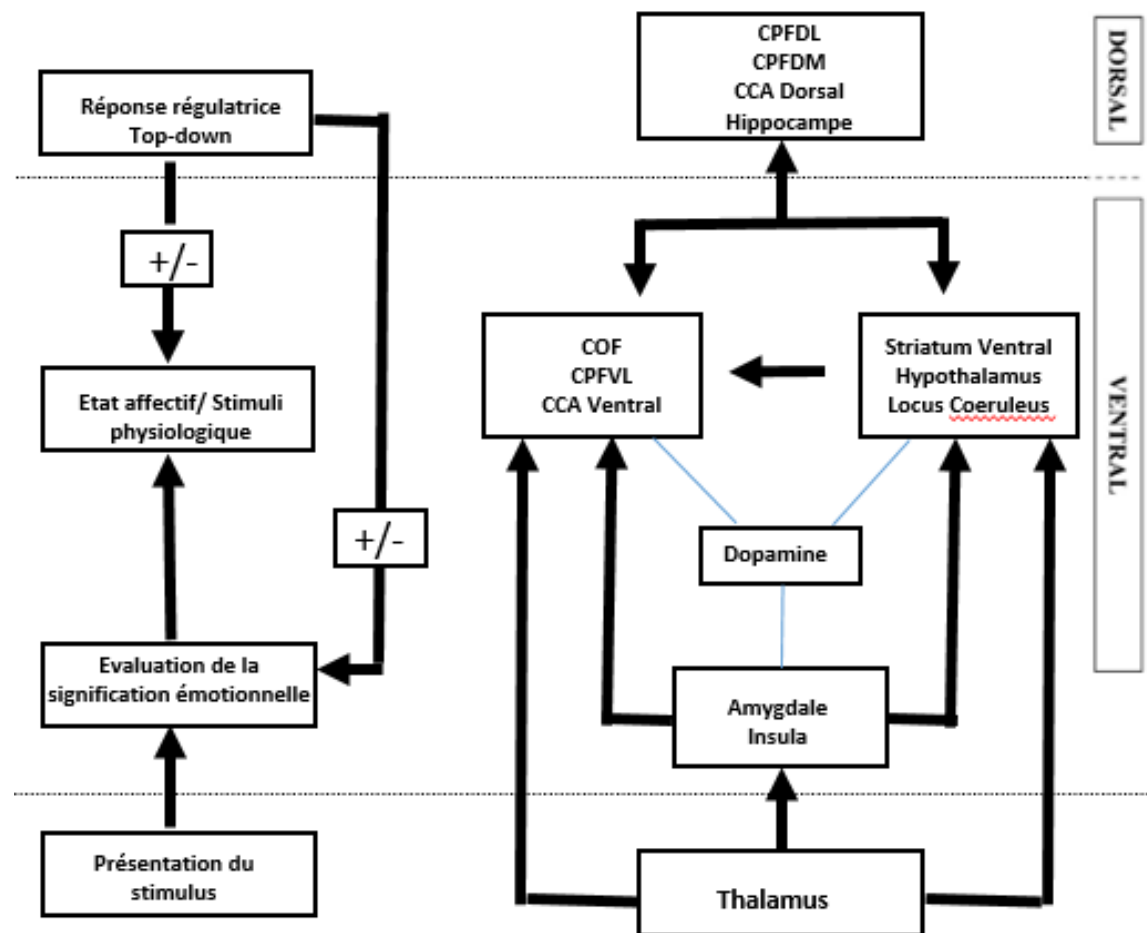 CPFDL
CPFDM
CCA Dorsal
Hippocampe
DORSAL
Réponse régulatrice
Top-down
+/-
COF
CPFVL
CCA Ventral
Striatum Ventral
Hypothalamus
Locus Coeruleus
VENTRAL
Etat affectif/ Stimuli
physiologique
+/-
Dopamine
Evaluation de la
signification émotionnelle
Amygdale
Insula
Présentation du
stimulus
Thalamus